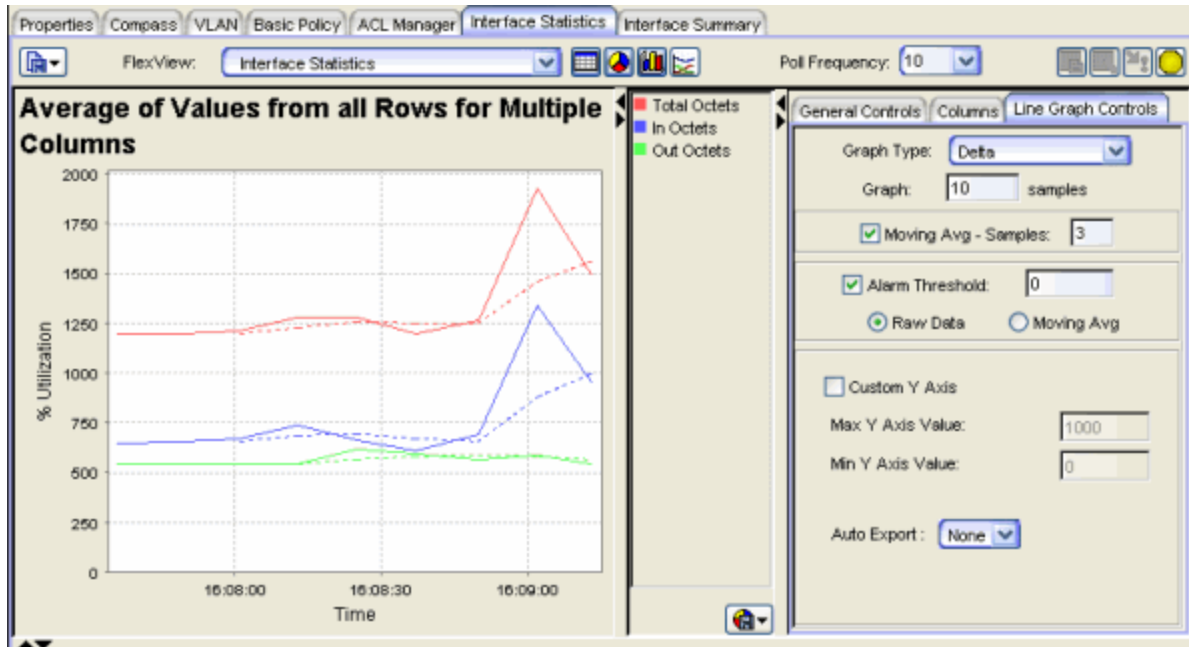 Properties Compass VLAN Basic Policy ACL Manager Interface Statistics Interface Summary
FlexView: Interface Statistics Poll Frequency: 10
Average of Values from all Rows for Multiple
Columns
Total Octets
In Octets
Out Octets
General Controls Columns Line Graph Controls
Graph Type: Delta
Graph: 10 samples
Moving Avg - Samples: 3
Alarm Threshold: 0
Raw Data Moving Avg
Custom Y Axis
Max Y Axis Value: 1000
Min Y Axis Value: 0
Auto Export : None
% Utilization
2000
1750
1500
1250
1000
750
500
250
0
16:08:00 16:08:30 16:09:00
Time